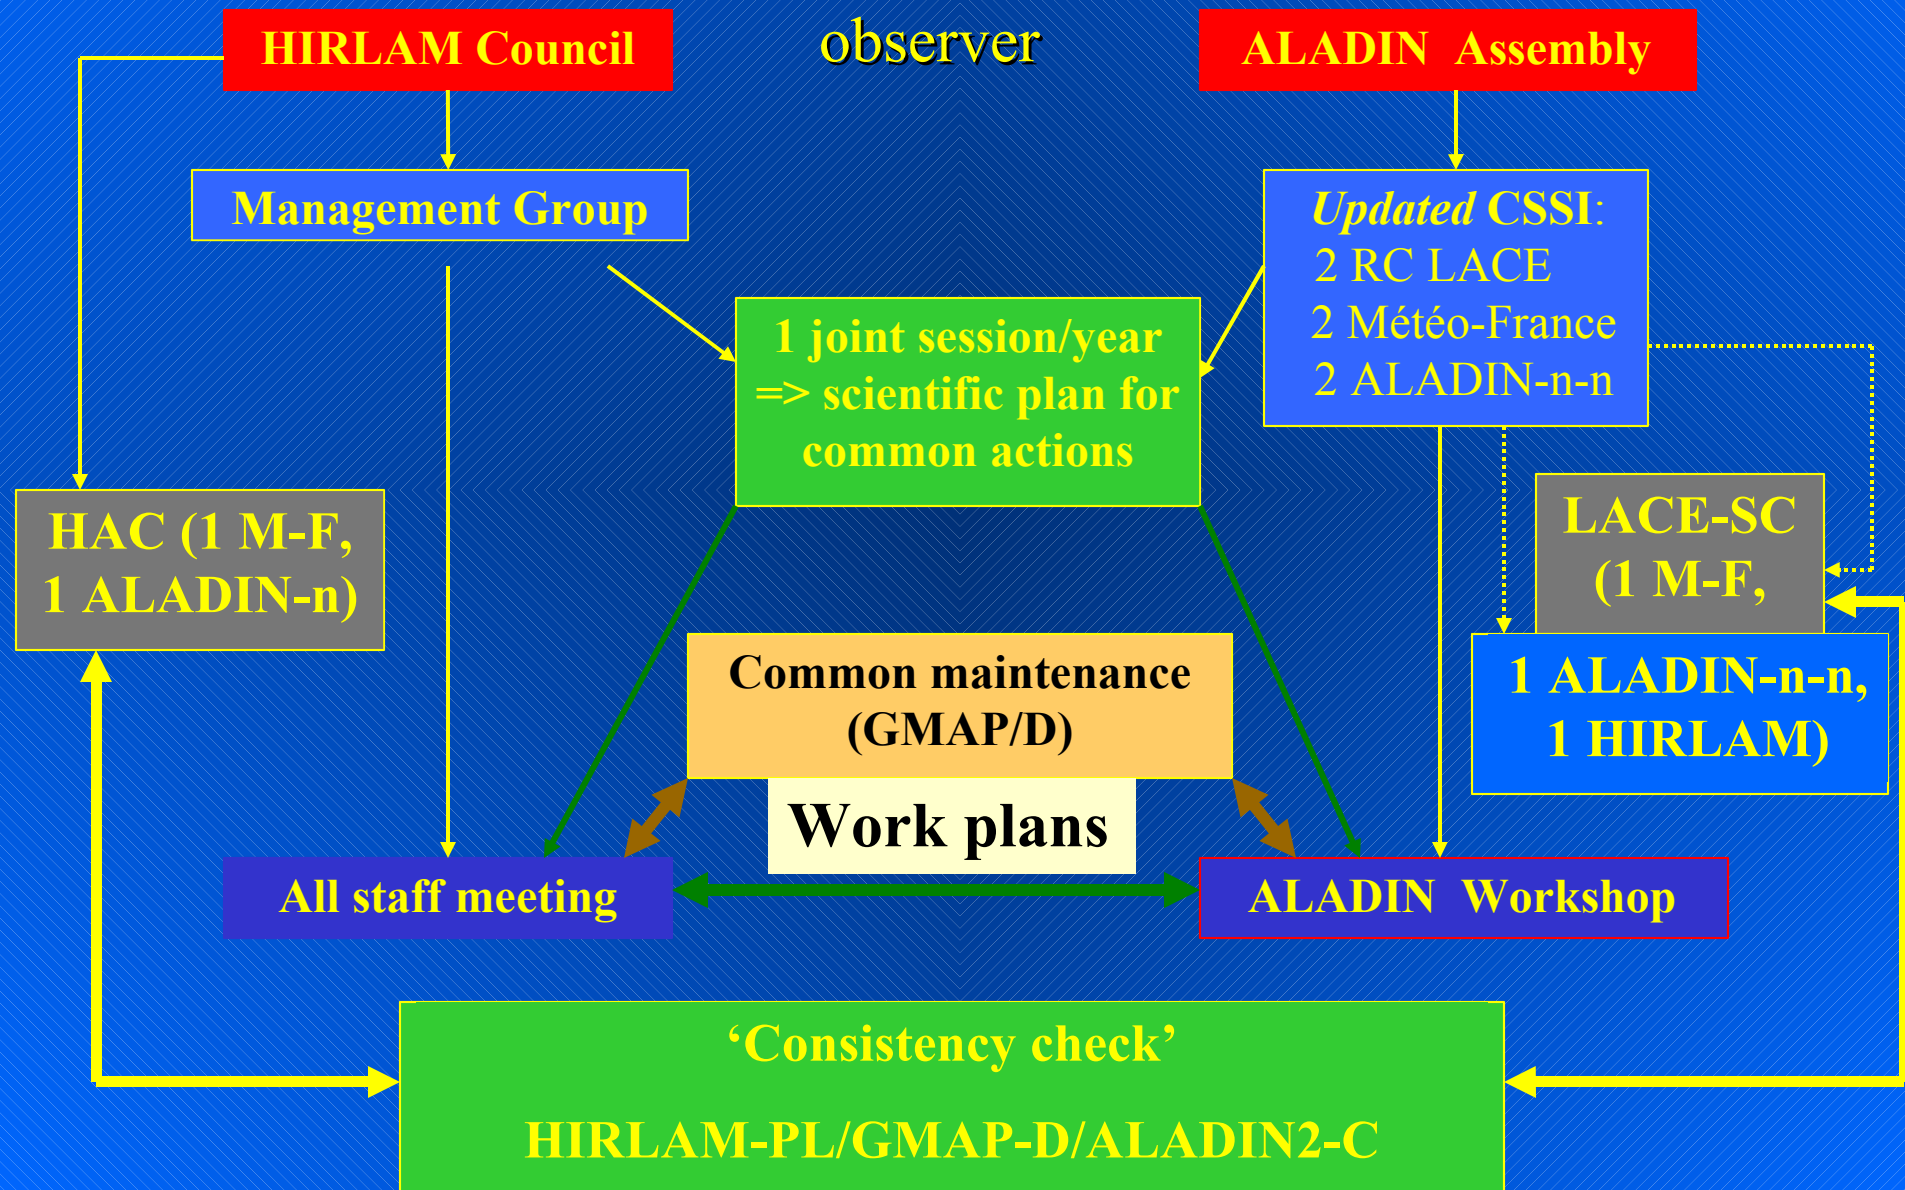 HIRLAM Council
observer
ALADIN Assembly
Management Group
Updated CSSI:
2 RC LACE
2 Météo-France
2 ALADIN-n-n
1 joint session/year
=> scientific plan for
common actions
HAC (1 M-F,
1 ALADIN-n)
LACE-SC
(1 M-F,
1 ALADIN-n-n,
1 HIRLAM)
Common maintenance
(GMAP/D)
Work plans
All staff meeting
ALADIN Workshop
‘Consistency check’
HIRLAM-PL/GMAP-D/ALADIN2-C